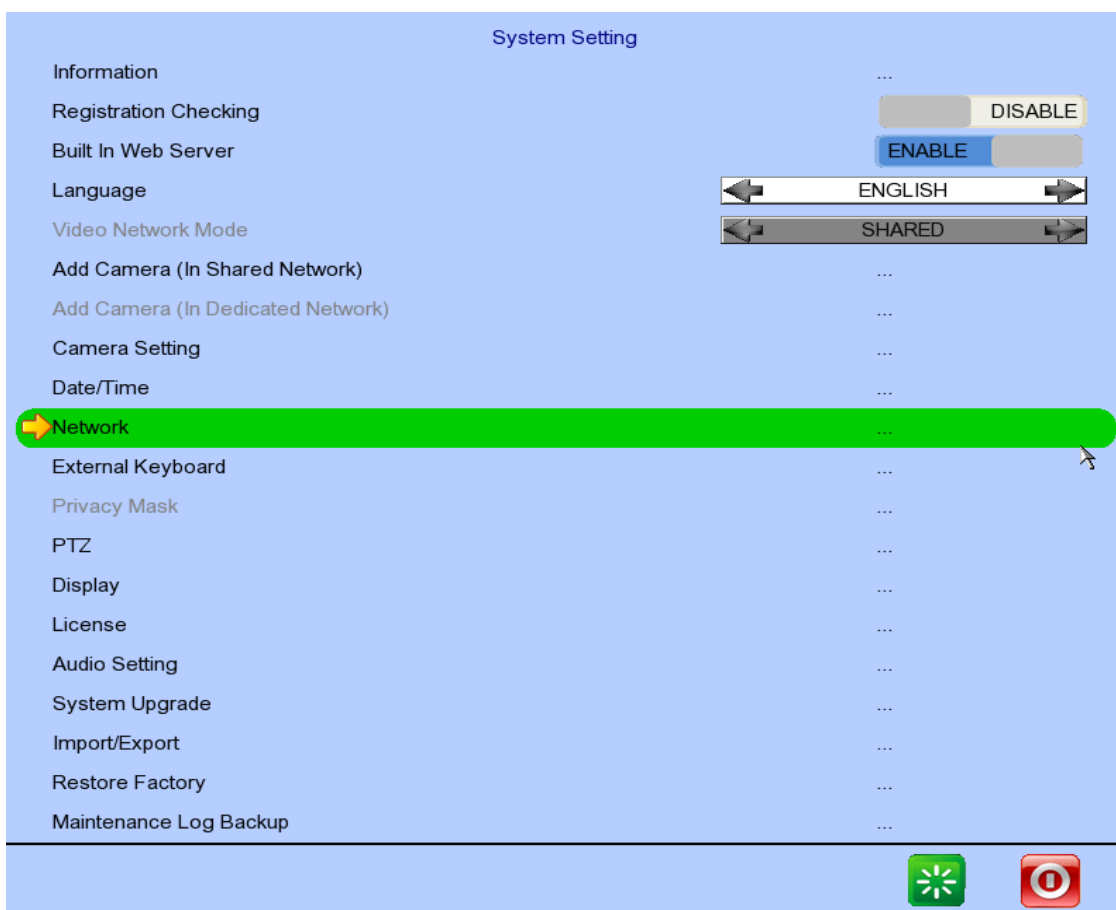 System Setting
Information ...
Registration Checking DISABLE
Built In Web Server ENABLE
Language ENGLISH
Video Network Mode SHARED
Add Camera (In Shared Network) ...
Add Camera (In Dedicated Network) ...
Camera Setting ...
Date/Time ...
Network ...
External Keyboard ...
Privacy Mask ...
PTZ ...
Display ...
License ...
Audio Setting ...
System Upgrade ...
Import/Export ...
Restore Factory ...
Maintenance Log Backup ...